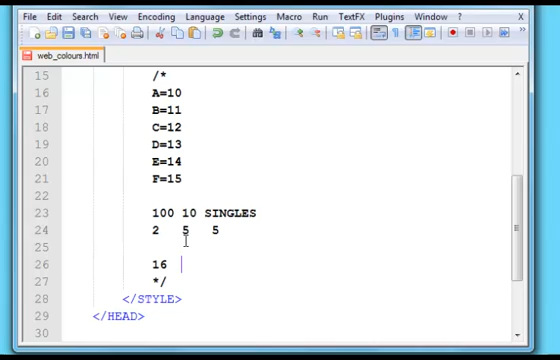 File Edit Search View Encoding Language Settings Macro Run TextFX Plugins Window ? X
web_colours.html
15 /*
16 A=10
17 B=11
18 C=12
19 D=13
20 E=14
21 F=15
22
23 100 10 SINGLES
24 2 5 5
25
26 16
27 */
28 </STYLE>
29 </HEAD>
30